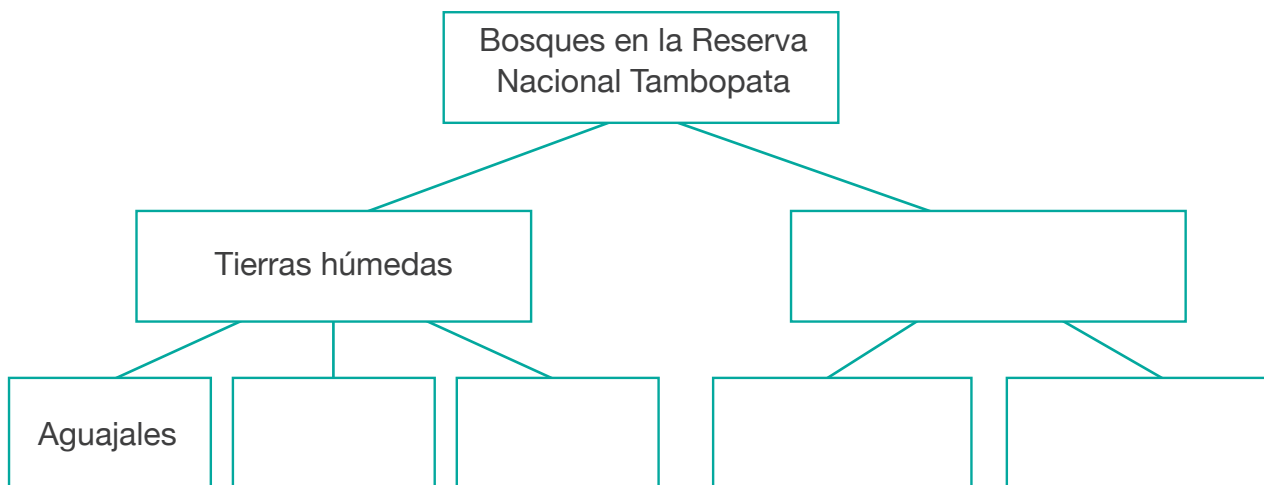 Bosques en la Reserva
Nacional Tambopata
Tierras húmedas
Aguajales